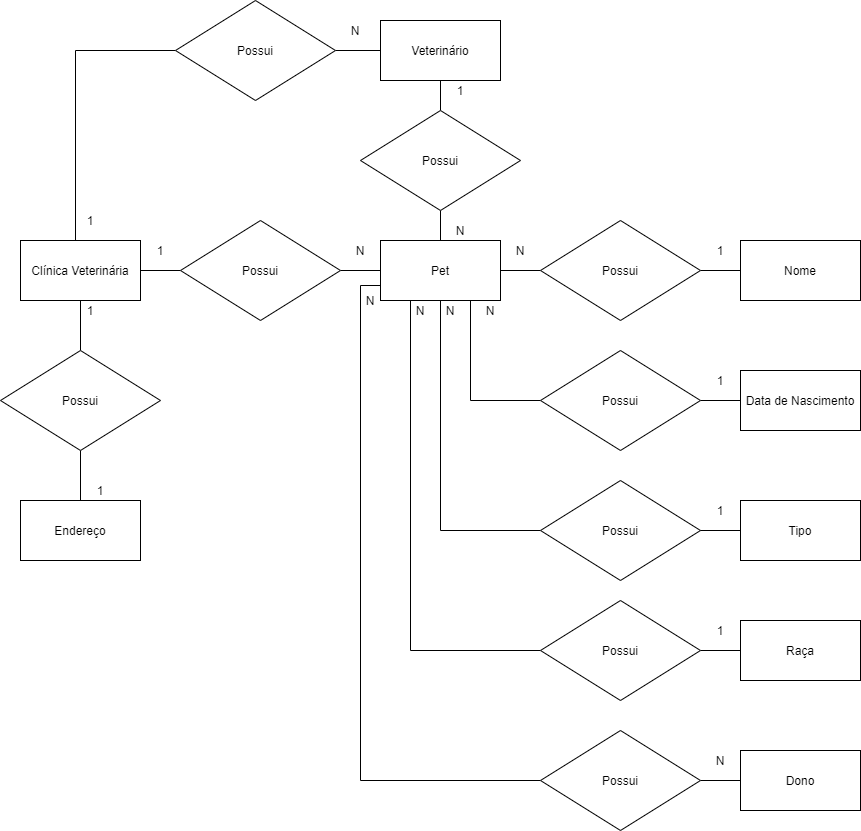 Possui
N
Veterinário
1
Possui
1
N
Clínica Veterinária
1
Possui
N
Pet
N
Possui
1
Nome
1
N
N
N
N
Possui
Possui
1
Data de Nascimento
1
Endereço
Possui
1
Tipo
Possui
1
Raça
Possui
N
Dono